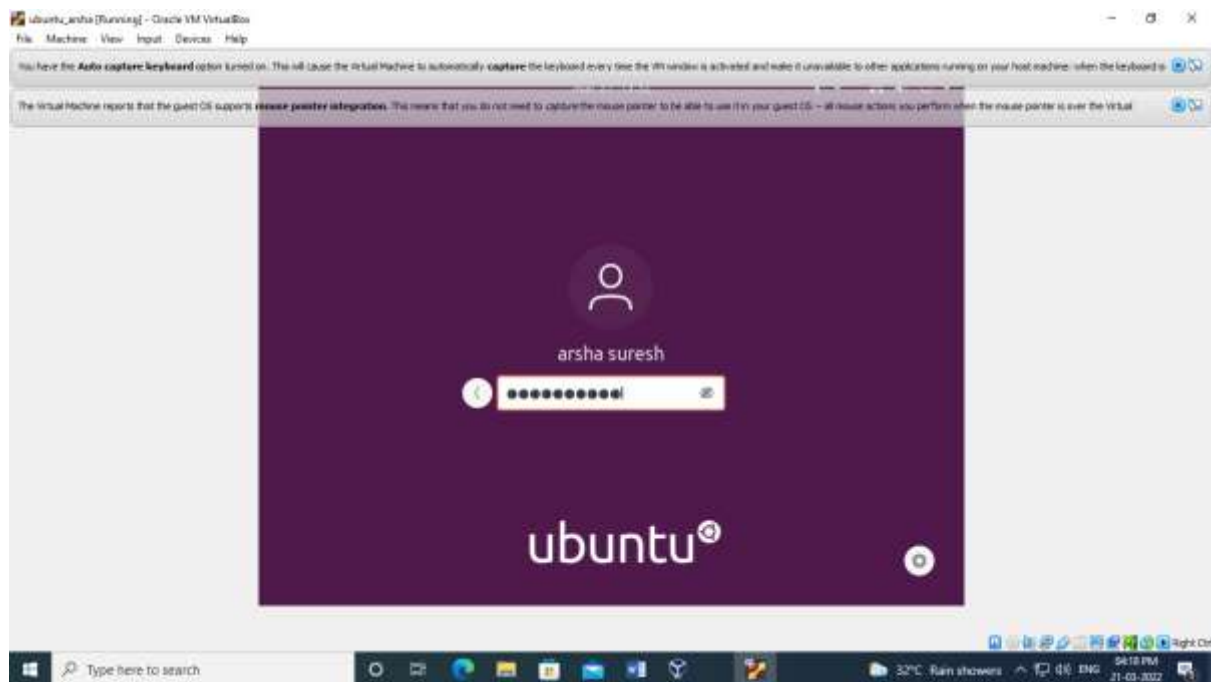 ubuntu_arsha [Running] - Oracle VM VirtualBox
File Machine View Input Devices Help
You have the Auto capture keyboard option turned on. This will cause the Virtual Machine to automatically capture the keyboard every time the VM window is activated and make it unavailable to other applications running on your host machine: when the keyboard is
The Virtual Machine reports that the guest OS supports mouse pointer integration. This means that you do not need to capture the mouse pointer to be able to use it in your guest OS -- all mouse actions you perform when the mouse pointer is over the Virtual
arsha suresh
ubuntu
Right Ctrl
Type here to search
32°C Rain showers
ENG
04:18 PM
21-03-2022